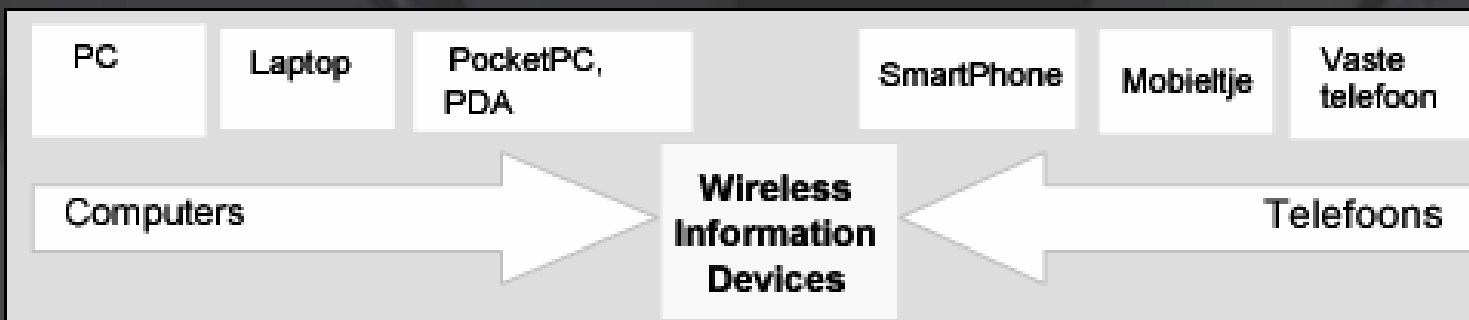 PC
Laptop
PocketPC,
PDA
SmartPhone
Mobieltje
Vaste
telefoon
Computers
Wireless
Information
Devices
Telefoons